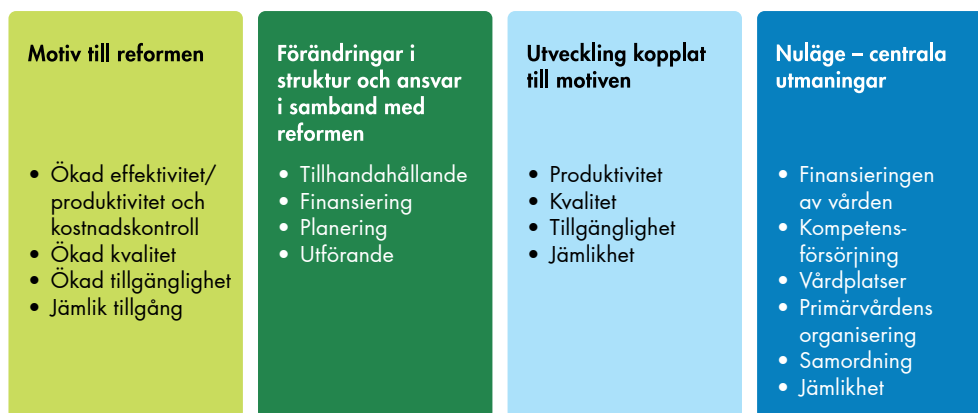 Motiv till reformen
• Ökad effektivitet/
produktivitet och
kostnadskontroll
• Ökad kvalitet
• Ökad tillgänglighet
• Jämlik tillgång
Förändringar i
struktur och ansvar
i samband med
reformen
• Tillhandahållande
• Finansiering
• Planering
• Utförande
Utveckling kopplat
till motiven
• Produktivitet
• Kvalitet
• Tillgänglighet
• Jämlikhet
Nuläge – centrala
utmaningar
• Finansieringen
av vården
• Kompetens-
försörjning
• Vårdplatser
• Primärvårdens
organisering
• Samordning
• Jämlikhet